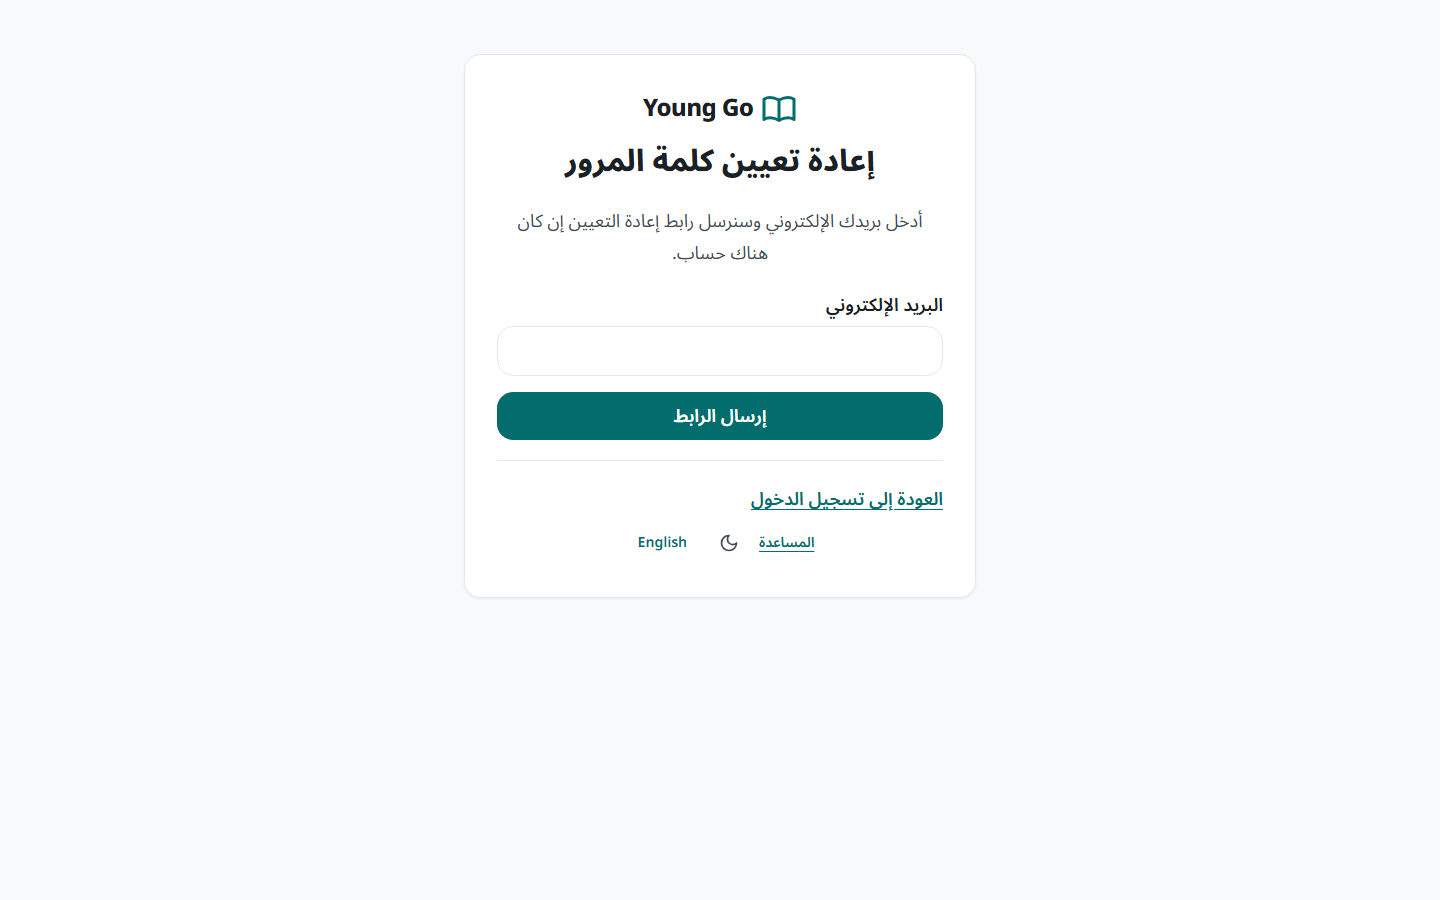 Young Go
إعادة تعيين كلمة المرور
أدخل بريدك الإلكتروني وسنرسل رابط إعادة التعيين إن كان
هناك حساب.
البريد الإلكتروني
إرسال الرابط
العودة إلى تسجيل الدخول
المساعدة English